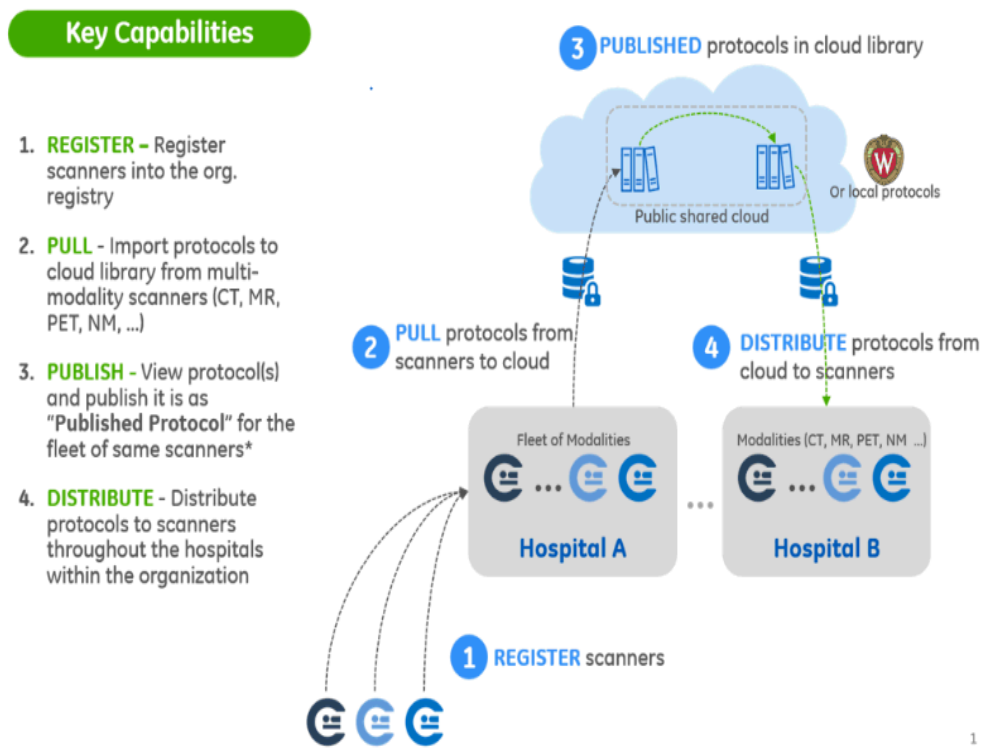 Key Capabilities
1. REGISTER – Register
scanners into the org.
registry
2. PULL - Import protocols to
cloud library from multi-
modality scanners (CT, MR,
PET, NM, ...)
3. PUBLISH - View protocol(s)
and publish it is as
“Published Protocol” for the
fleet of same scanners*
4. DISTRIBUTE - Distribute
protocols to scanners
throughout the hospitals
within the organization
3 PUBLISHED protocols in cloud library
W
Or local protocols
Public shared cloud
2 PULL protocols from
scanners to cloud
4 DISTRIBUTE protocols from
cloud to scanners
Fleet of Modalities
...
Hospital A
...
Modalities (CT, MR, PET, NM ...)
...
Hospital B
1 REGISTER scanners
1